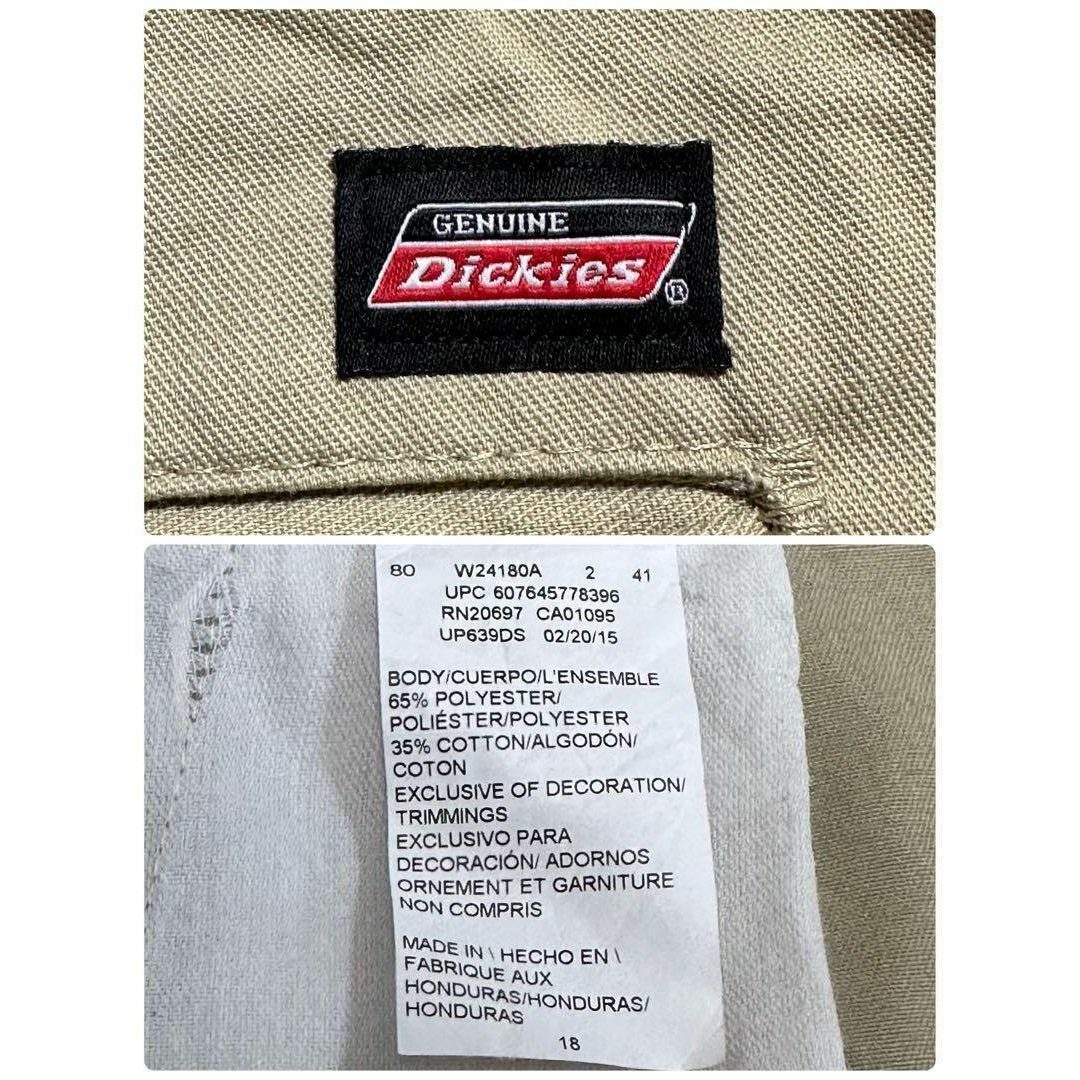 GENUINE
Dickies
®
80 W24180A 2 41
UPC 607645778396
RN20697 CA01095
UP639DS 02/20/15
BODY/CUERPO/L'ENSEMBLE
65% POLYESTER/
POLIÉSTER/POLYESTER
35% COTTON/ALGODÓN/
COTON
EXCLUSIVE OF DECORATION/
TRIMMINGS
EXCLUSIVO PARA
DECORACIÓN/ ADORNOS
ORNEMENT ET GARNITURE
NON COMPRIS
MADE IN \ HECHO EN \
FABRIQUE AUX
HONDURAS/HONDURAS/
HONDURAS
18